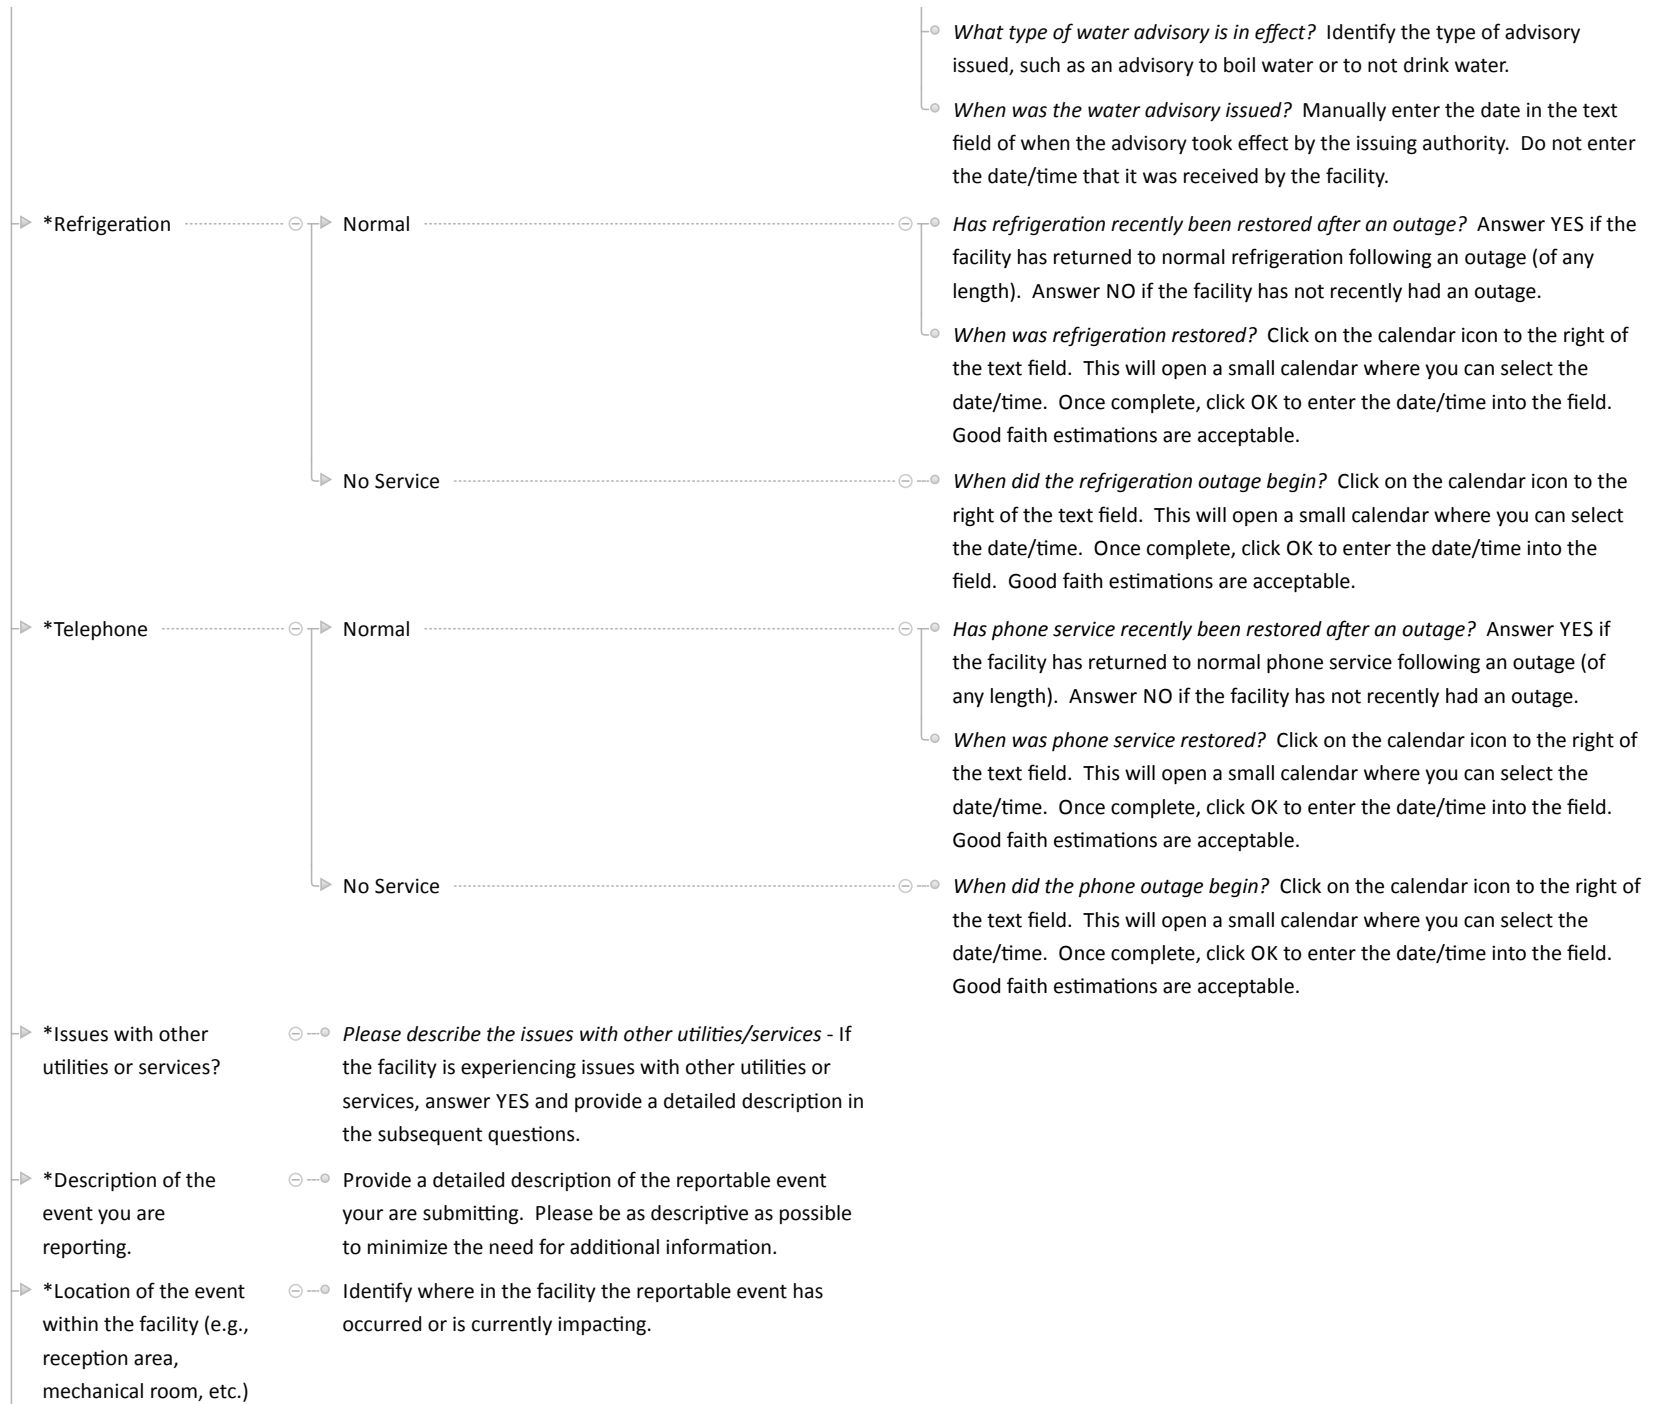 What type of water advisory is in effect?  Identify the type of advisory
issued, such as an advisory to boil water or to not drink water.
When was the water advisory issued?  Manually enter the date in the text
field of when the advisory took effect by the issuing authority.  Do not enter
the date/time that it was received by the facility.
*Refrigeration
Normal
Has refrigeration recently been restored after an outage?  Answer YES if the
facility has returned to normal refrigeration following an outage (of any
length).  Answer NO if the facility has not recently had an outage.
When was refrigeration restored?  Click on the calendar icon to the right of
the text field.  This will open a small calendar where you can select the
date/time.  Once complete, click OK to enter the date/time into the field.
Good faith estimations are acceptable.
No Service
When did the refrigeration outage begin?  Click on the calendar icon to the
right of the text field.  This will open a small calendar where you can select
the date/time.  Once complete, click OK to enter the date/time into the
field.  Good faith estimations are acceptable.
*Telephone
Normal
Has phone service recently been restored after an outage?  Answer YES if
the facility has returned to normal phone service following an outage (of
any length).  Answer NO if the facility has not recently had an outage.
When was phone service restored?  Click on the calendar icon to the right of
the text field.  This will open a small calendar where you can select the
date/time.  Once complete, click OK to enter the date/time into the field.
Good faith estimations are acceptable.
No Service
When did the phone outage begin?  Click on the calendar icon to the right of
the text field.  This will open a small calendar where you can select the
date/time.  Once complete, click OK to enter the date/time into the field.
Good faith estimations are acceptable.
*Issues with other
utilities or services?
Please describe the issues with other utilities/services - If
the facility is experiencing issues with other utilities or
services, answer YES and provide a detailed description in
the subsequent questions.
*Description of the
event you are
reporting.
Provide a detailed description of the reportable event
your are submitting.  Please be as descriptive as possible
to minimize the need for additional information.
*Location of the event
within the facility (e.g.,
reception area,
mechanical room, etc.)
Identify where in the facility the reportable event has
occurred or is currently impacting.